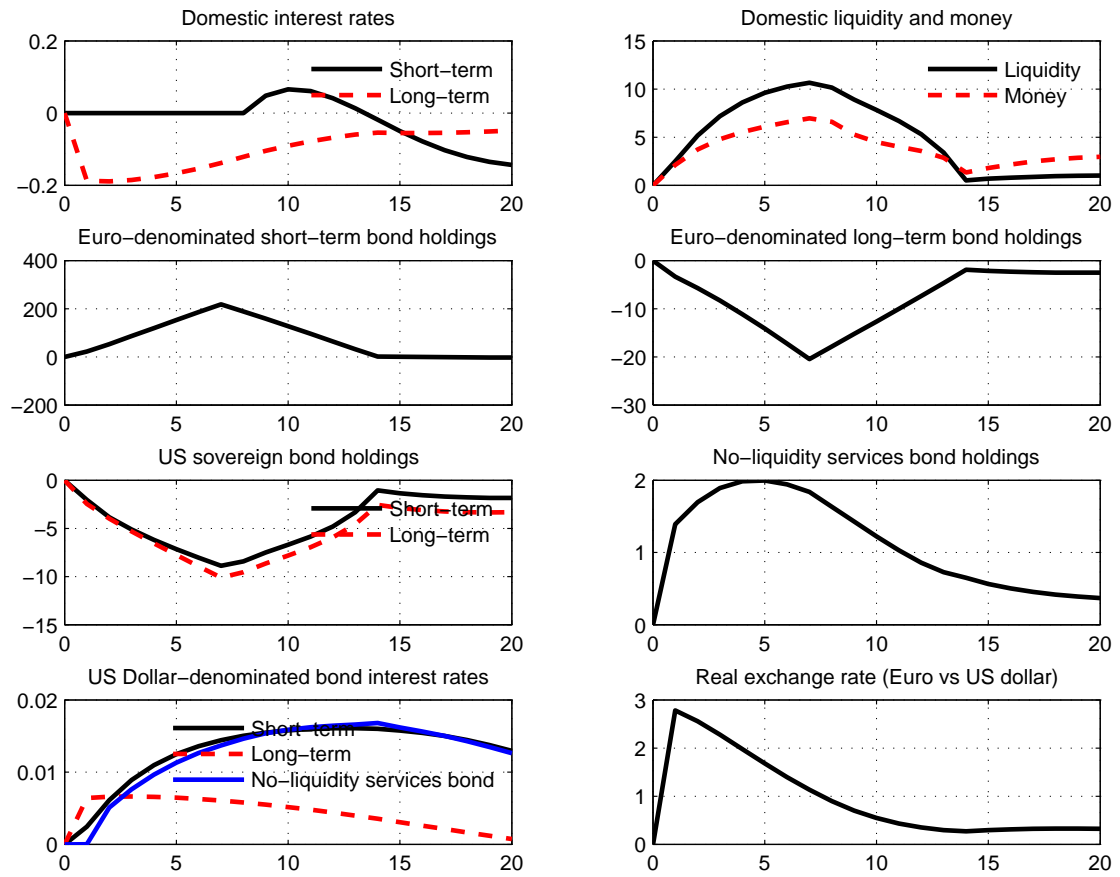 Domestic interest rates
0.2
0
−0.2
0 5 10 15 20
Short−term
Long−term
Domestic liquidity and money
15
10
5
0
0 5 10 15 20
Liquidity
Money
Euro−denominated short−term bond holdings
400
200
0
−200
0 5 10 15 20
Euro−denominated long−term bond holdings
0
−10
−20
−30
0 5 10 15 20
US sovereign bond holdings
0
−5
−10
−15
0 5 10 15 20
Short−term
Long−term
No−liquidity services bond holdings
2
1
0
0 5 10 15 20
US Dollar−denominated bond interest rates
0.02
0.01
0
0 5 10 15 20
Short−term
Long−term
No−liquidity services bond
Real exchange rate (Euro vs US dollar)
3
2
1
0
0 5 10 15 20